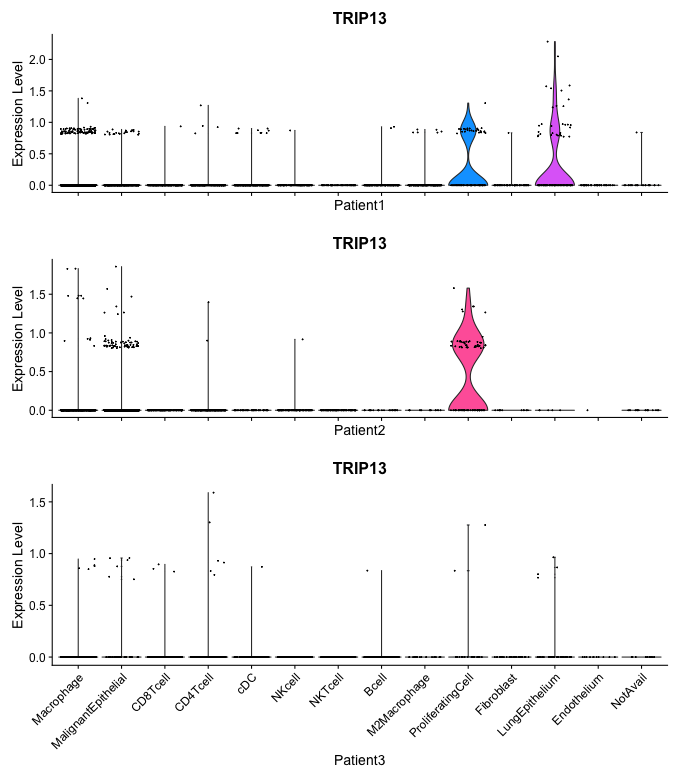 TRIP13
Expression Level
2.0
1.5
1.0
0.5
0.0
Patient1
TRIP13
Expression Level
1.5
1.0
0.5
0.0
Patient2
TRIP13
Expression Level
1.5
1.0
0.5
0.0
Macrophage
MalignantEpithelial
CD8Tcell
CD4Tcell
cDC
NKcell
NKTcell
Bcell
M2Macrophage
ProliferatingCell
Fibroblast
LungEpithelium
Endothelium
NotAvail
Patient3